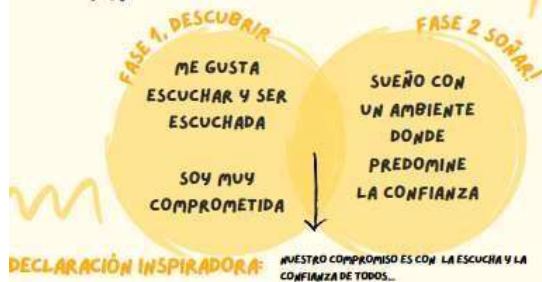 FASE 1, DESCUBRIR
ME GUSTA
ESCUCHAR Y SER
ESCUCHADA
SOY MUY
COMPROMETIDA
FASE 2 SOÑAR!
SUEÑO CON
UN AMBIENTE
DONDE
PREDOMINE
LA CONFIANZA
DECLARACIÓN INSPIRADORA:
NUESTRO COMPROMISO ES CON LA ESCUCHA Y LA
CONFIANZA DE TODOS...